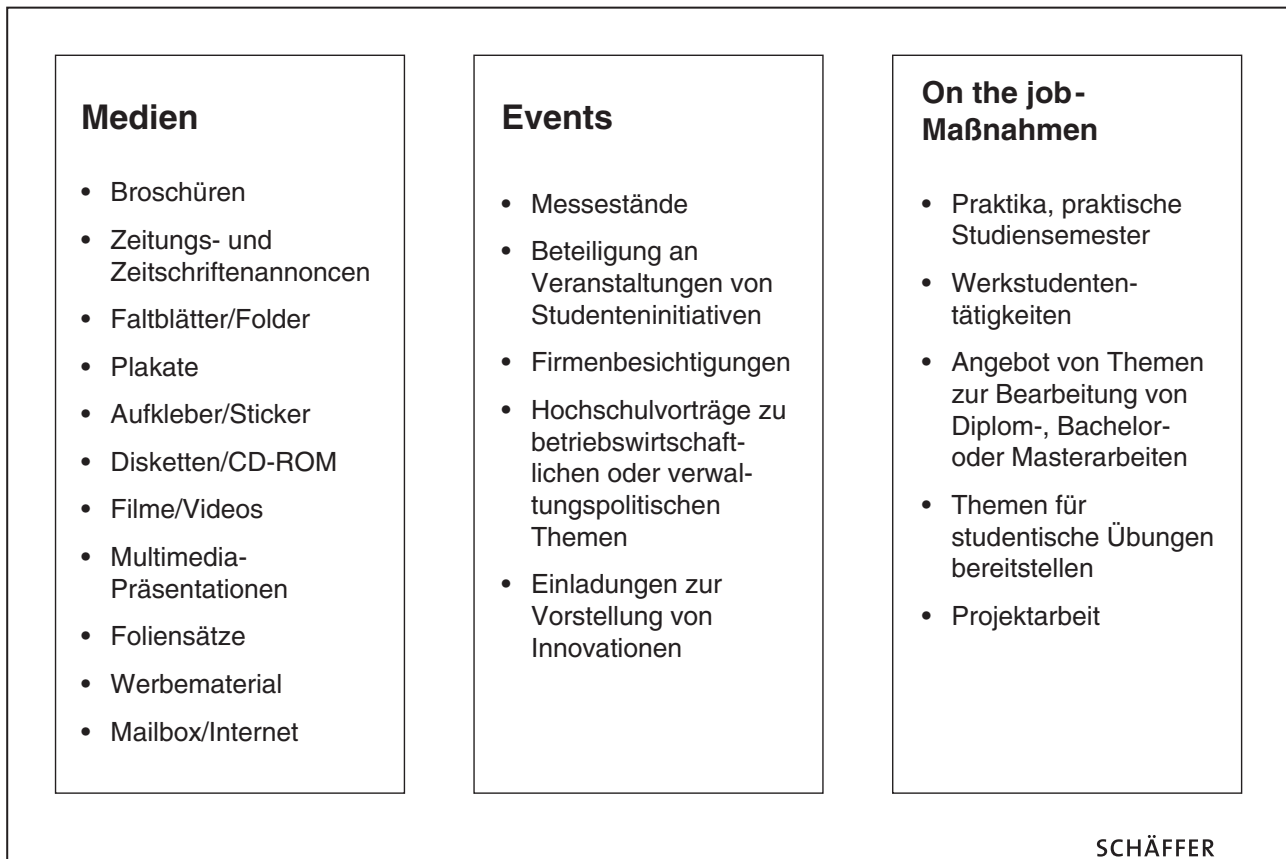 Medien
• Broschüren
• Zeitungs- und
Zeitschriftenannoncen
• Faltblätter/Folder
• Plakate
• Aufkleber/Sticker
• Disketten/CD-ROM
• Filme/Videos
• Multimedia-
Präsentationen
• Foliensätze
• Werbematerial
• Mailbox/Internet
Events
• Messestände
• Beteiligung an
Veranstaltungen von
Studenteninitiativen
• Firmenbesichtigungen
• Hochschulvorträge zu
betriebswirtschaft-
lichen oder verwal-
tungspolitischen
Themen
• Einladungen zur
Vorstellung von
Innovationen
On the job-
Maßnahmen
• Praktika, praktische
Studiensemester
• Werkstudenten-
tätigkeiten
• Angebot von Themen
zur Bearbeitung von
Diplom-, Bachelor-
oder Masterarbeiten
• Themen für
studentische Übungen
bereitstellen
• Projektarbeit
SCHÄFFER